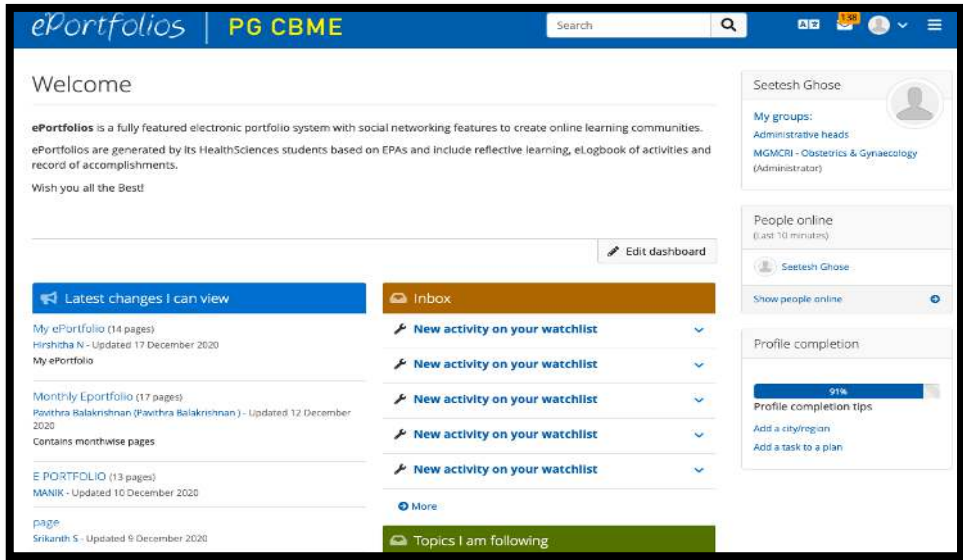 ePortfolios | PG CBME
Search
138
Welcome
ePortfolios is a fully featured electronic portfolio system with social networking features to create online learning communities.
ePortfolios are generated by its HealthSciences students based on EPAs and include reflective learning, eLogbook of activities and
record of accomplishments.
Wish you all the Best!
Edit dashboard
Latest changes I can view
My ePortfolio (14 pages)
Hirshitha N - Updated 17 December 2020
My ePortfolio
Monthly Eportfolio (17 pages)
Pavithra Balakrishnan (Pavithra Balakrishnan ) - Updated 12 December
2020
Contains monthwise pages
E PORTFOLIO (13 pages)
MANIK - Updated 10 December 2020
page
Srikanth S - Updated 9 December 2020
Inbox
New activity on your watchlist
New activity on your watchlist
New activity on your watchlist
New activity on your watchlist
New activity on your watchlist
More
Topics I am following
Seetesh Ghose
My groups:
Administrative heads
MGMCRI - Obstetrics & Gynaecology
(Administrator)
People online
(Last 10 minutes)
Seetesh Ghose
Show people online
Profile completion
91%
Profile completion tips
Add a city/region
Add a task to a plan